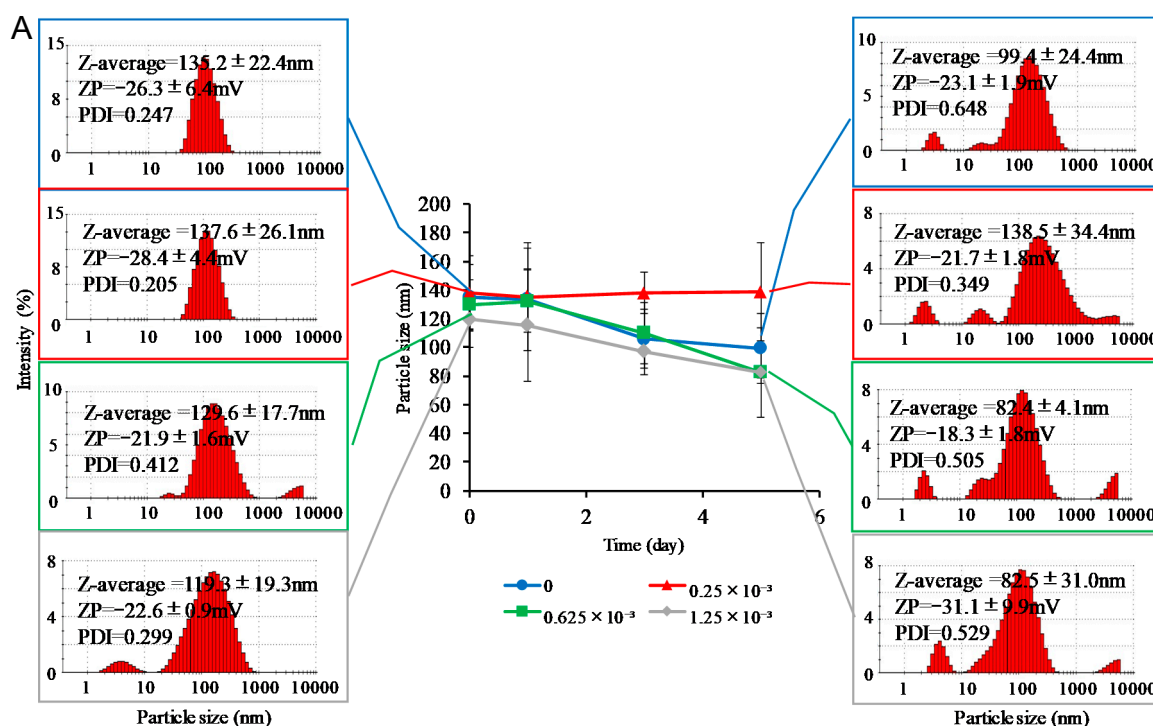 A
15
8
0
Z-average=135.2 ± 22.4nm
ZP=−26.3 ± 6.4mV
PDI=0.247
1 10 100 1000 10000
15
8
0
Z-average =137.6 ± 26.1nm
ZP=−28.4 ± 4.4mV
PDI=0.205
1 10 100 1000 10000
Intensity (%)
10
5
0
Z-average =129.6 ± 17.7nm
ZP=−21.9 ± 1.6mV
PDI=0.412
1 10 100 1000 10000
8
4
0
Z-average =119.3 ± 19.3nm
ZP=−22.6 ± 0.9mV
PDI=0.299
1 10 100 1000 10000
Particle size (nm)
Particle size (nm)
200
180
160
140
120
100
80
60
40
20
0
0 2 4 6
Time (day)
0
0.25 × 10⁻³
0.625 × 10⁻³
1.25 × 10⁻³
10
8
6
4
2
0
Z-average =99.4 ± 24.4nm
ZP=−23.1 ± 1.9mV
PDI=0.648
1 10 100 1000 10000
8
4
0
Z-average =138.5 ± 34.4nm
ZP=−21.7 ± 1.8mV
PDI=0.349
1 10 100 1000 10000
8
6
4
2
0
Z-average =82.4 ± 4.1nm
ZP=−18.3 ± 1.8mV
PDI=0.505
1 10 100 1000 10000
8
4
0
Z-average =82.5 ± 31.0nm
ZP=−31.1 ± 9.9mV
PDI=0.529
1 10 100 1000 10000
Particle size (nm)